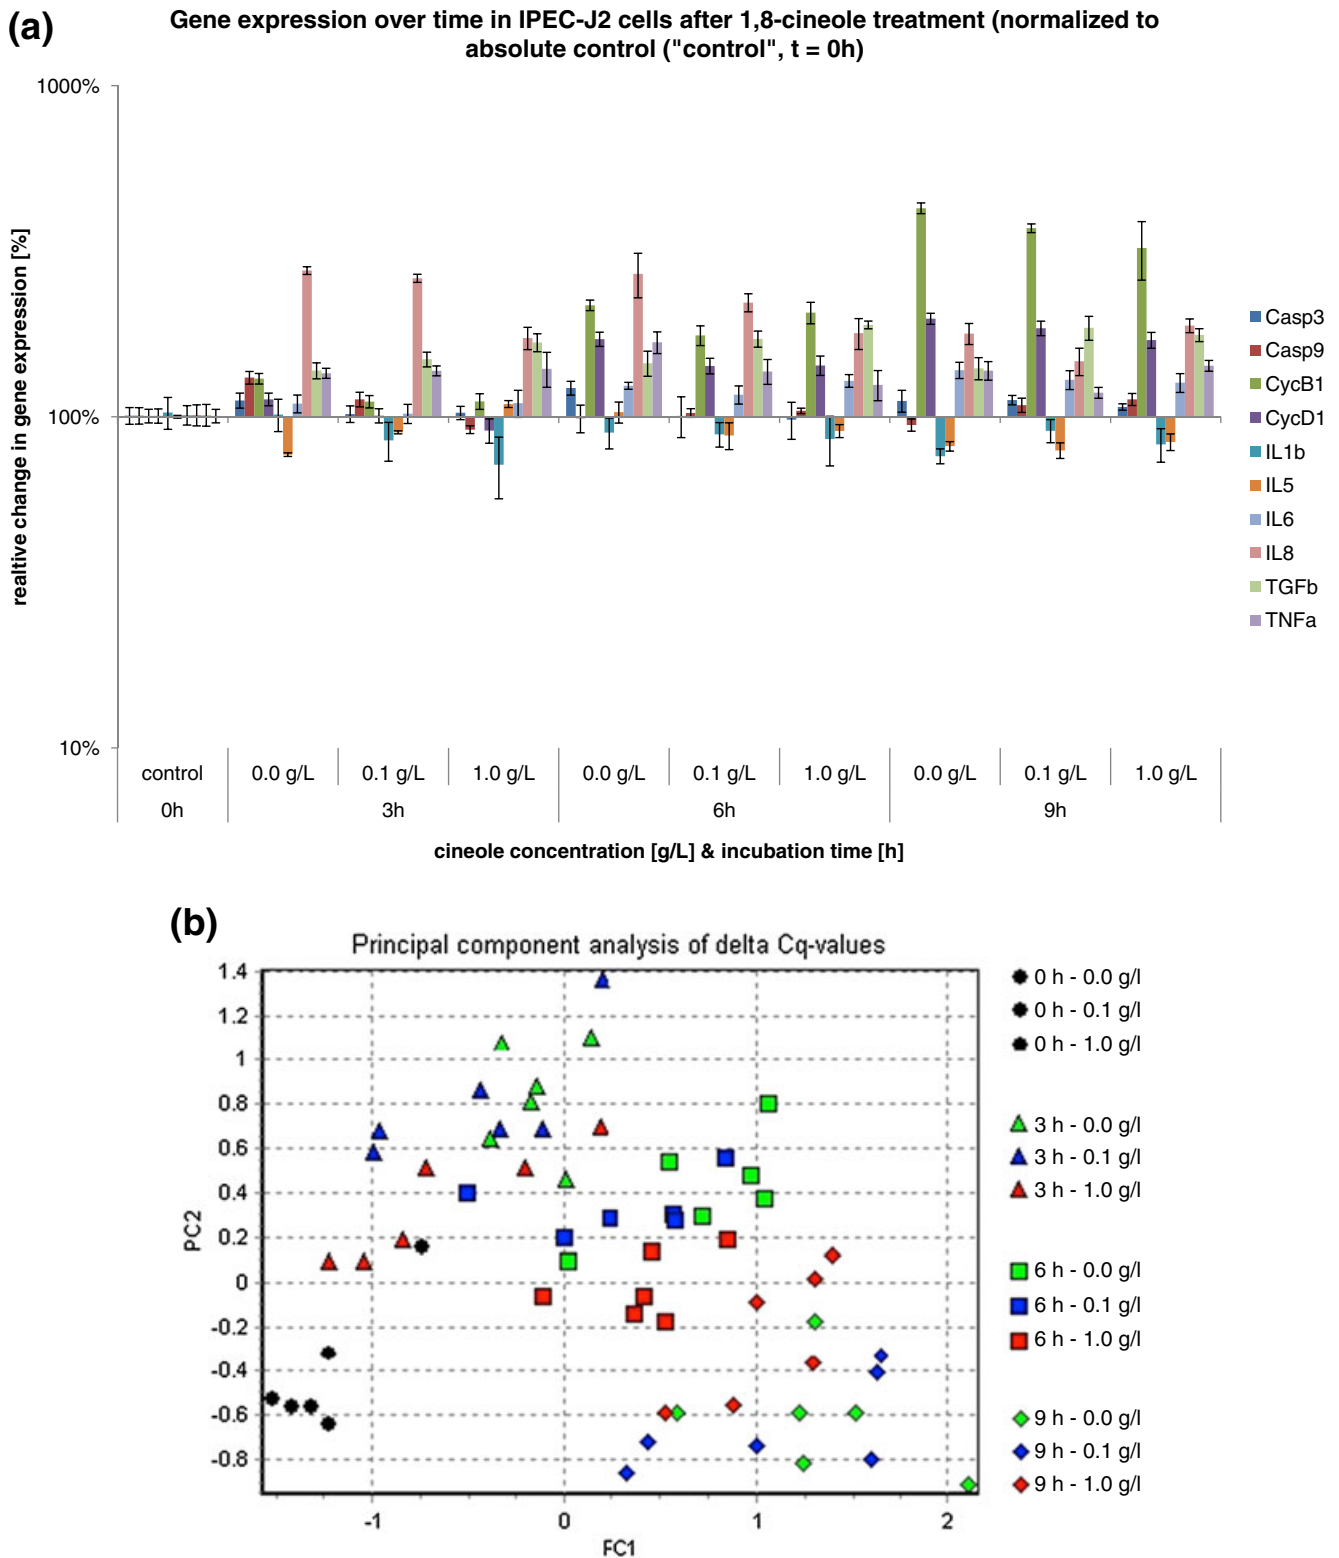 (a)
Gene expression over time in IPEC-J2 cells after 1,8-cineole treatment (normalized to
absolute control ("control", t = 0h)
realtive change in gene expression [%]
1000%
100%
10%
Casp3
Casp9
CycB1
CycD1
IL1b
IL5
IL6
IL8
TGFb
TNFa
control 0.0 g/L 0.1 g/L 1.0 g/L 0.0 g/L 0.1 g/L 1.0 g/L 0.0 g/L 0.1 g/L 1.0 g/L
0h 3h 6h 9h
cineole concentration [g/L] & incubation time [h]
(b)
Principal component analysis of delta Cq-values
PC2
1.4
1.2
1
0.8
0.6
0.4
0.2
0
-0.2
-0.4
-0.6
-0.8
-1 0 1 2
FC1
0 h - 0.0 g/l
0 h - 0.1 g/l
0 h - 1.0 g/l
3 h - 0.0 g/l
3 h - 0.1 g/l
3 h - 1.0 g/l
6 h - 0.0 g/l
6 h - 0.1 g/l
6 h - 1.0 g/l
9 h - 0.0 g/l
9 h - 0.1 g/l
9 h - 1.0 g/l